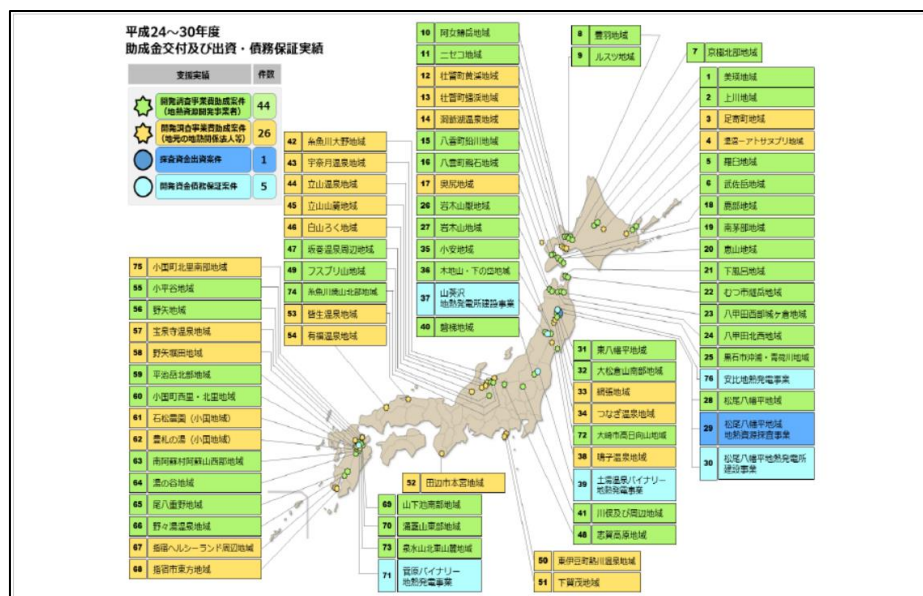 平成24～30年度
助成金交付及び出資・債務保証実績
支援実績 件数
開発調査事業費助成案件
(地熱資源開発事業者) 44
開発調査事業費助成案件
(地元の地熱関係法人等) 26
探査資金出資案件 1
開発資金債務保証案件 5
10 阿女鱒岳地域
11 ニセコ地域
12 壮瞥町黄渓地域
13 壮瞥町蟠渓地域
14 洞爺湖温泉地域
15 八雲町鉛川地域
16 八雲町熊石地域
17 奥尻地域
26 岩木山嶽地域
27 岩木山地域
35 小安地域
36 木地山・下の岱地域
37 山葵沢
地熱発電所建設事業
40 磐梯地域
8 豊羽地域
9 ルスツ地域
7 京極北部地域
1 美瑛地域
2 上川地域
3 足寄町地域
4 アトサヌプリ地域
5 羅臼地域
6 武佐岳地域
18 鹿部地域
19 南茅部地域
20 恵山地域
21 下風呂地域
22 むつ市燧岳地域
23 八甲田西部城ヶ倉地域
24 八甲田北西地域
25 黒石市沖浦・青荷川地域
76 安比地熱発電事業
28 松尾八幡平地域
29 松尾八幡平地域
地熱資源探査事業
30 松尾八幡平地熱発電所
建設事業
42 糸魚川大野地域
43 宇奈月温泉地域
44 立山温泉地域
45 立山山麓地域
46 白山ろく地域
47 坂巻温泉周辺地域
49 フスブリ山地域
74 糸魚川焼山北部地域
53 皆生温泉地域
54 有福温泉地域
75 小国町北里南部地域
55 小平谷地域
56 野矢地域
57 宝泉寺温泉地域
58 野矢堀田地域
59 平治岳北部地域
60 小国町西里・北里地域
61 石松農園(小国地域)
62 豊礼の湯(小国地域)
63 南阿蘇村阿蘇山西部地域
64 湯の谷地域
65 尾八重野地域
66 野々湯温泉地域
67 指宿ヘルシーランド周辺地域
68 指宿市東方地域
31 東八幡平地域
32 大松倉山南部地域
33 網張地域
34 つなぎ温泉地域
72 大崎市高日向山地域
38 鳴子温泉地域
39 土湯温泉バイナリー
地熱発電事業
41 川俣及び周辺地域
48 志賀高原地域
52 田辺市本宮地域
69 山下池南部地域
70 涌蓋山東部地域
73 泉水山北東山麓地域
71 菅原バイナリー
地熱発電事業
50 東伊豆町熱川温泉地域
51 下賀茂地域